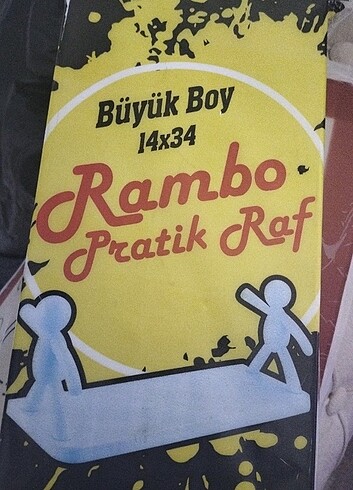 Büyük Boy
14x34
Rambo
Pratik Raf